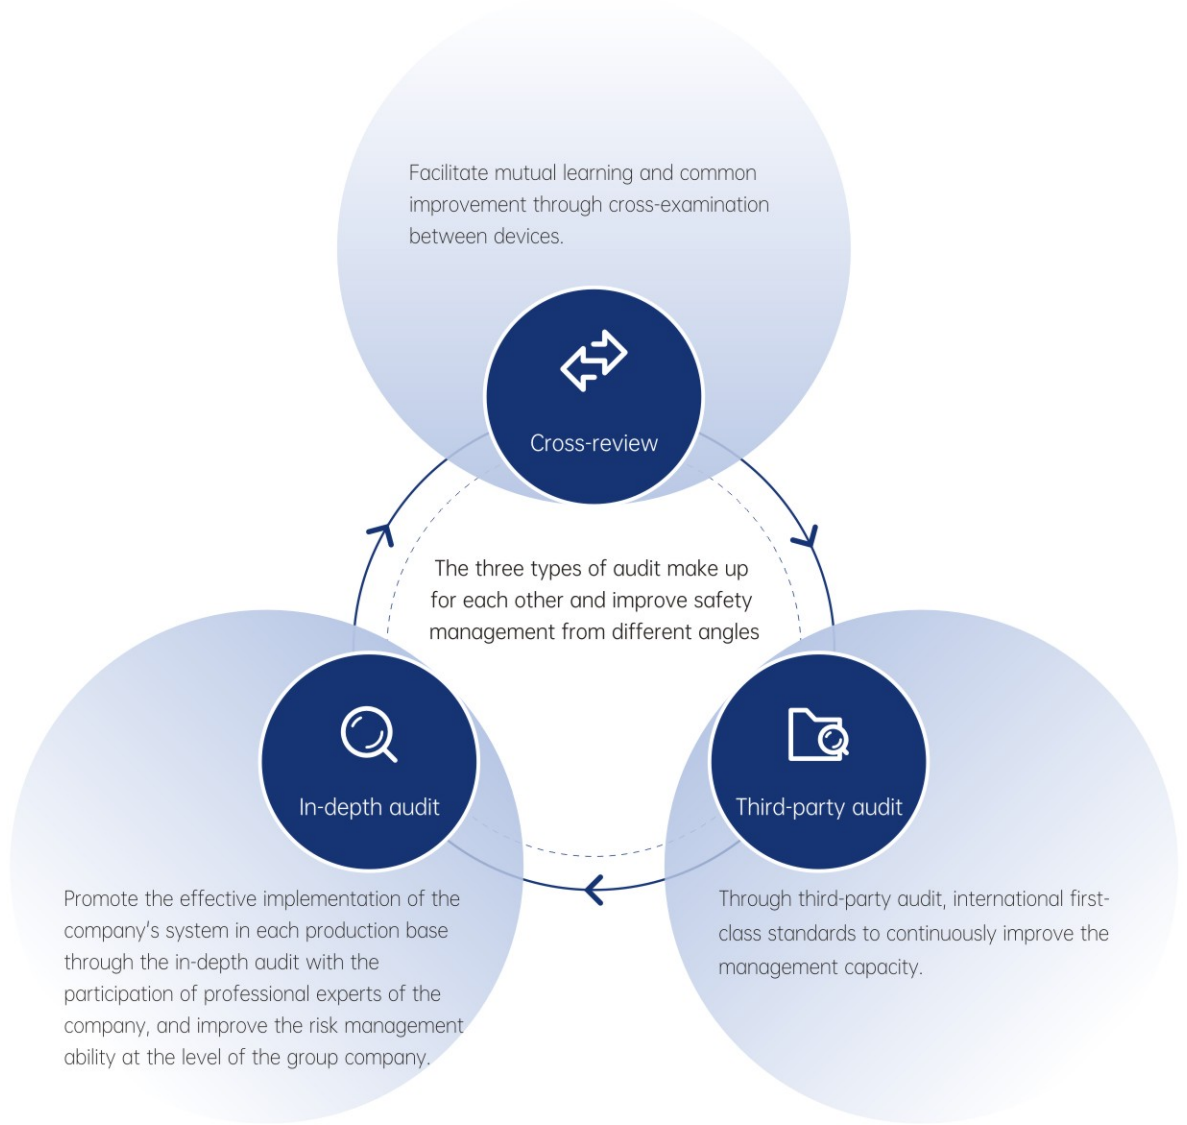 Facilitate mutual learning and common
improvement through cross-examination
between devices.
Cross-review
The three types of audit make up
for each other and improve safety
management from different angles
In-depth audit
Promote the effective implementation of the
company's system in each production base
through the in-depth audit with the
participation of professional experts of the
company, and improve the risk management
ability at the level of the group company.
Third-party audit
Through third-party audit, international first-
class standards to continuously improve the
management capacity.